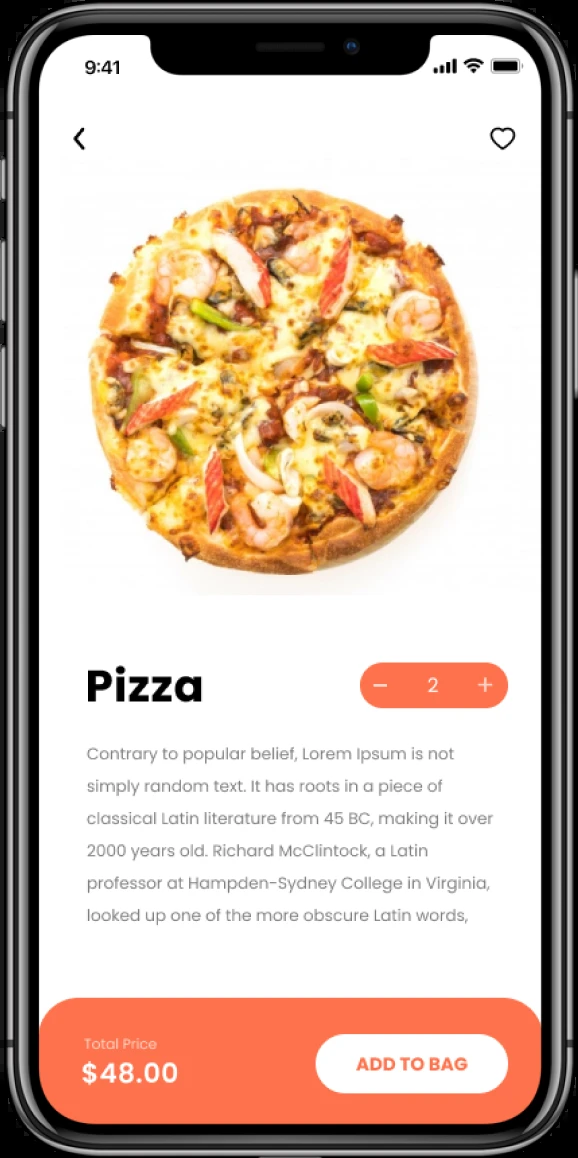 9:41
Pizza
2
Contrary to popular belief, Lorem Ipsum is not
simply random text. It has roots in a piece of
classical Latin literature from 45 BC, making it over
2000 years old. Richard McClintock, a Latin
professor at Hampden-Sydney College in Virginia,
looked up one of the more obscure Latin words,
Total Price
$48.00
ADD TO BAG